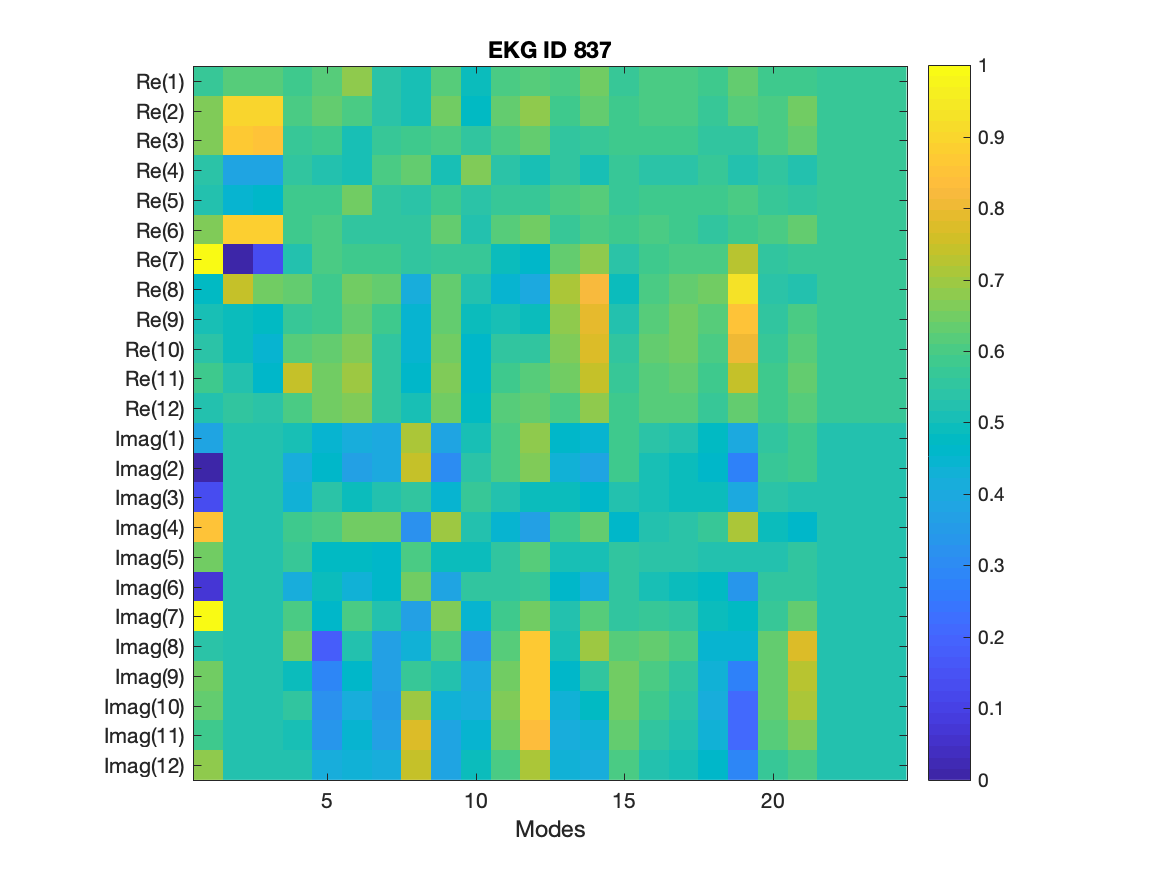 EKG ID 837
Re(1)
Re(2)
Re(3)
Re(4)
Re(5)
Re(6)
Re(7)
Re(8)
Re(9)
Re(10)
Re(11)
Re(12)
Imag(1)
Imag(2)
Imag(3)
Imag(4)
Imag(5)
Imag(6)
Imag(7)
Imag(8)
Imag(9)
Imag(10)
Imag(11)
Imag(12)
5 10 15 20
Modes
1
0.9
0.8
0.7
0.6
0.5
0.4
0.3
0.2
0.1
0